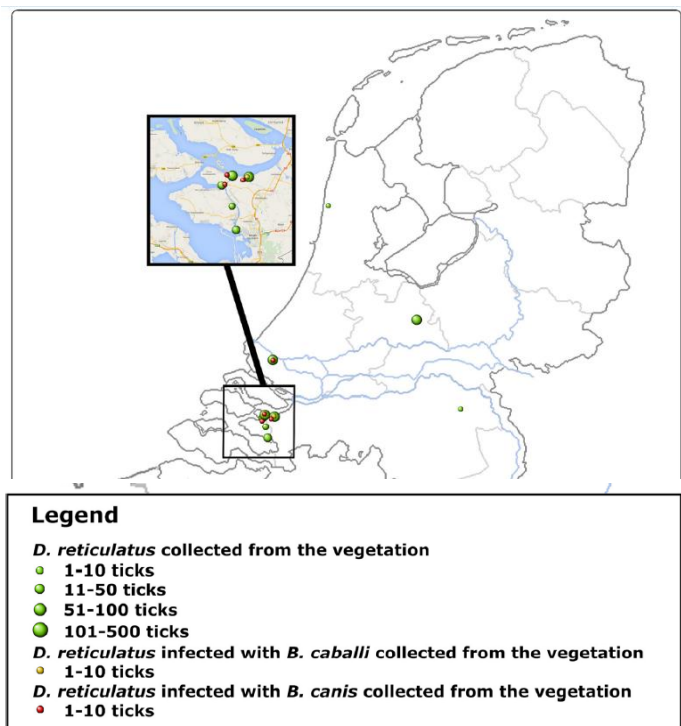 Legend
D. reticulatus collected from the vegetation
1-10 ticks
11-50 ticks
51-100 ticks
101-500 ticks
D. reticulatus infected with B. caballi collected from the vegetation
1-10 ticks
D. reticulatus infected with B. canis collected from the vegetation
1-10 ticks